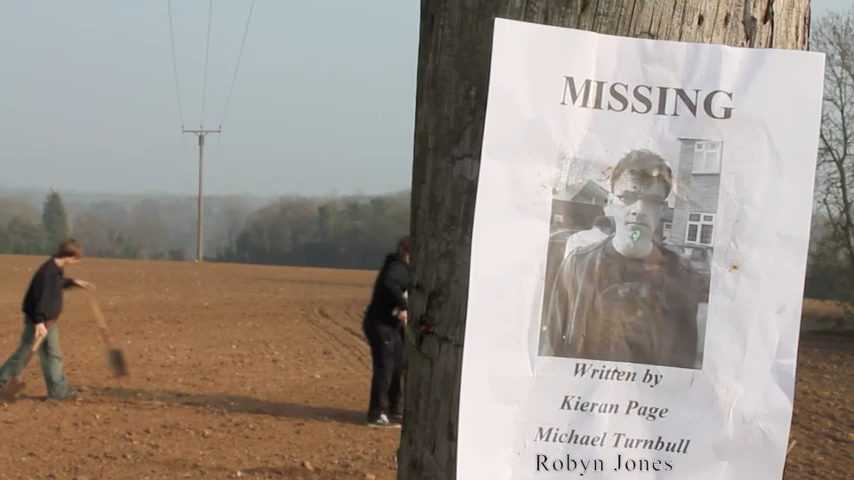 MISSING
Written by
Kieran Page
Michael Turnbull
Robyn Jones